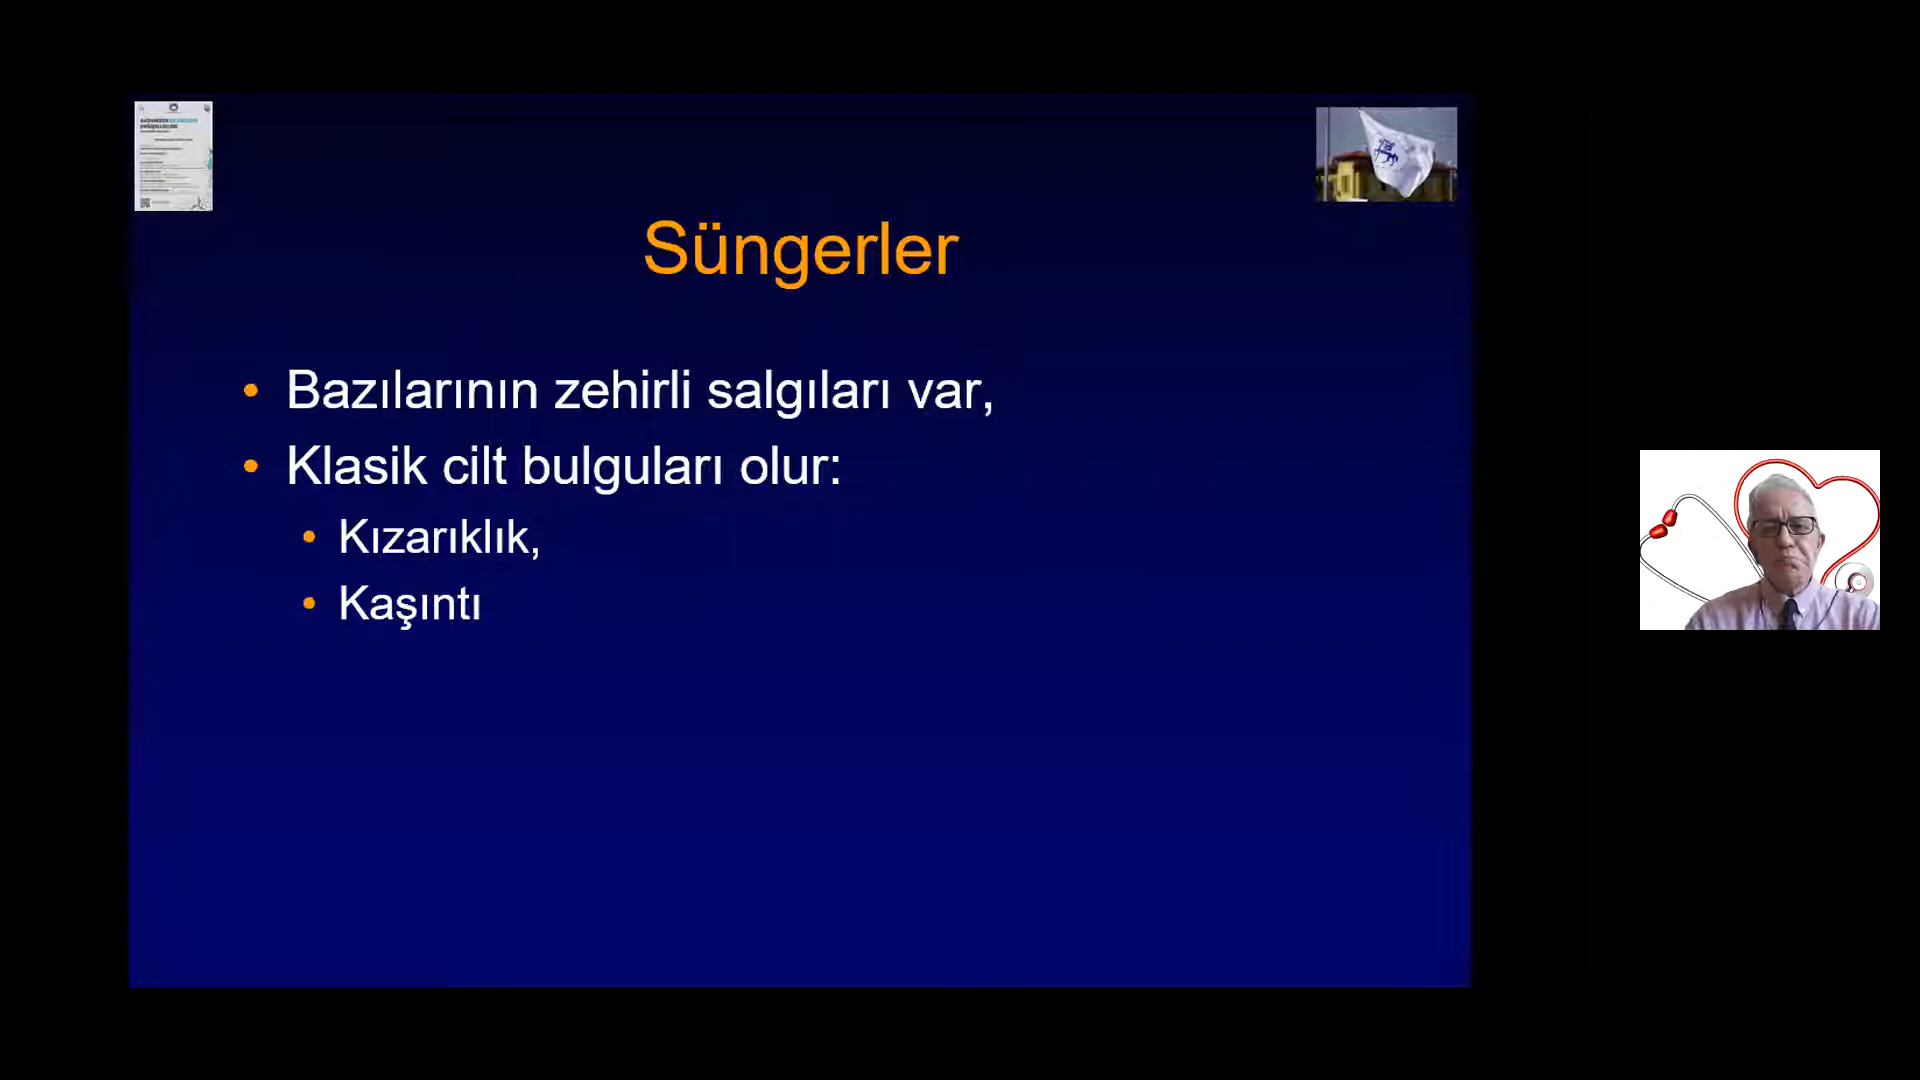 Süngerler
• Bazılarının zehirli salgıları var,
• Klasik cilt bulguları olur:
• Kızarıklık,
• Kaşıntı